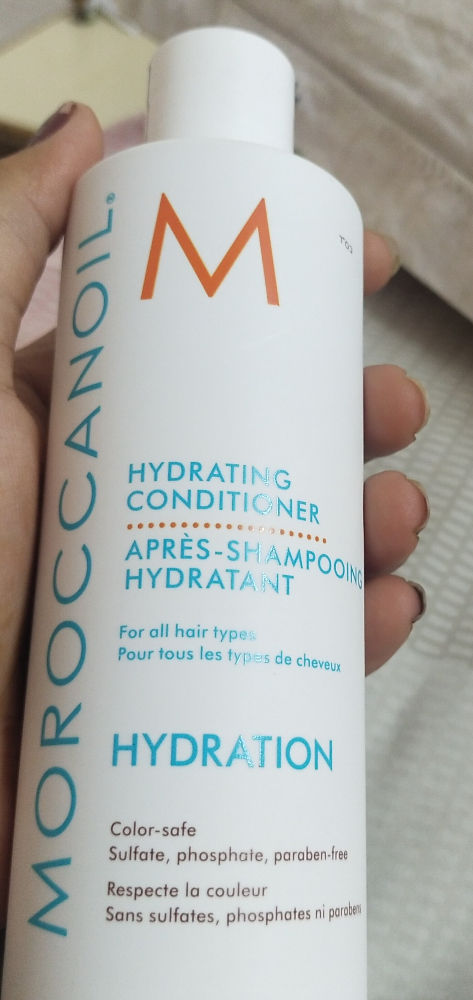 M
T03
MOROCCANOIL®
HYDRATING
CONDITIONER
APRÈS-SHAMPOOING
HYDRATANT
For all hair types
Pour tous les types de cheveux
HYDRATION
Color-safe
Sulfate, phosphate, paraben-free
Respecte la couleur
Sans sulfates, phosphates ni parabens